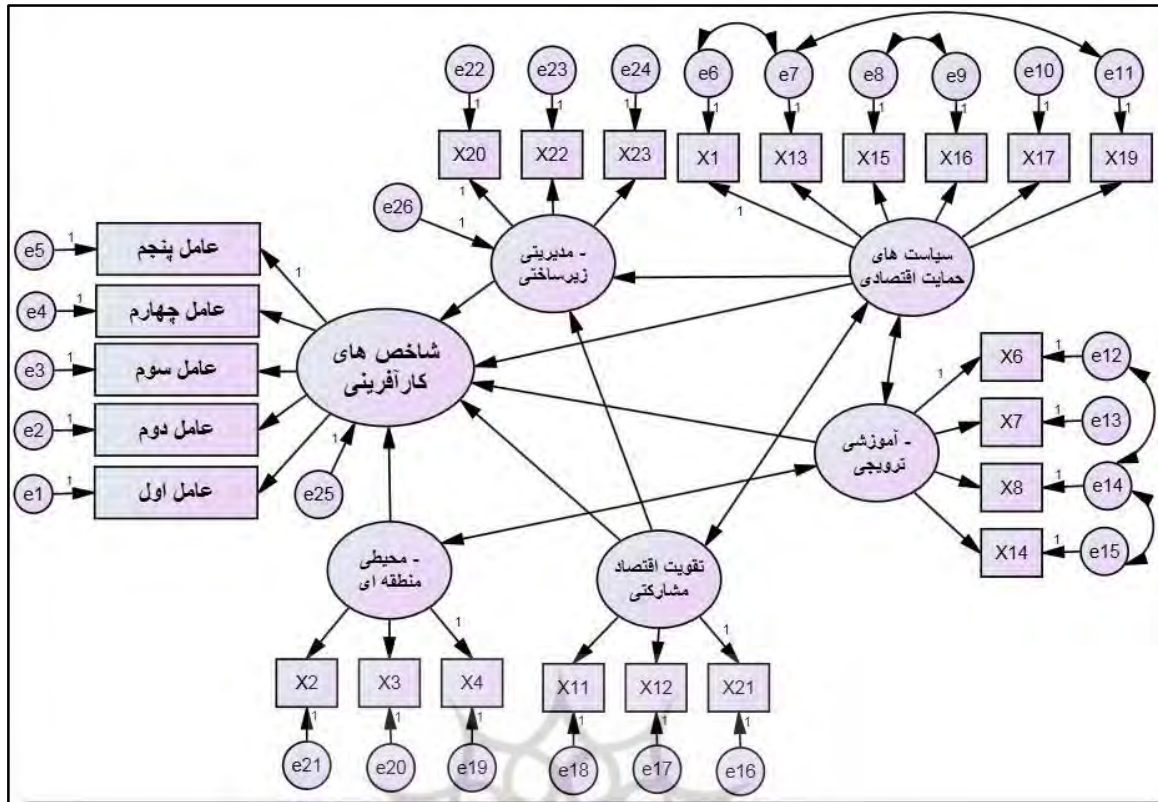 e22
e23
e24
e6
e7
e8
e9
e10
e11
1
1
1
1
1
1
1
1
1
X20
X22
X23
X1
X13
X15
X16
X17
X19
1
1
e26
1
مدیریتی -
زیرساختی
سیاست های
حمایت اقتصادی
e5
1
عامل پنجم
1
e4
1
عامل چهارم
e3
1
عامل سوم
e2
1
عامل دوم
e1
1
عامل اول
شاخص های
کارآفرینی
1
e25
1
X6
1
e12
X7
1
e13
X8
1
e14
X14
1
e15
آموزشی -
ترویجی
محیطی -
منطقه ای
تقویت اقتصاد
مشارکتی
1
1
X2
X3
X4
X11
X12
X21
1
1
1
1
1
1
e21
e20
e19
e18
e17
e16